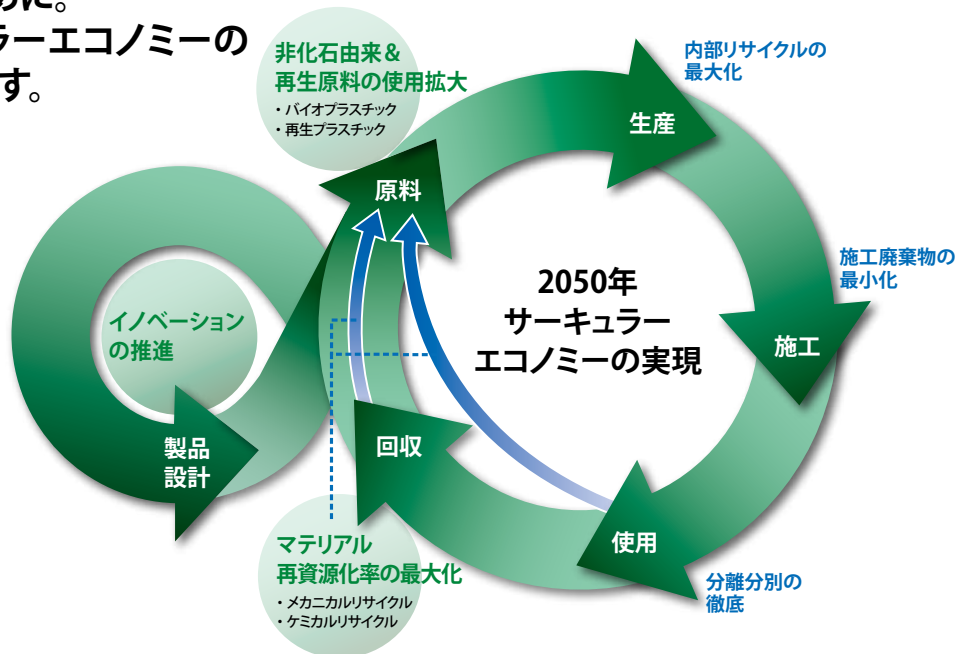 めに。
ラーエコノミーの
す。
非化石由来&
再生原料の使用拡大
・バイオプラスチック
・再生プラスチック
内部リサイクルの
最大化
生産
原料
施工廃棄物の
最小化
2050年
サーキュラー
エコノミーの実現
イノベーション
の推進
施工
製品
設計
回収
使用
マテリアル
再資源化率の最大化
・メカニカルリサイクル
・ケミカルリサイクル
分離分別の
徹底